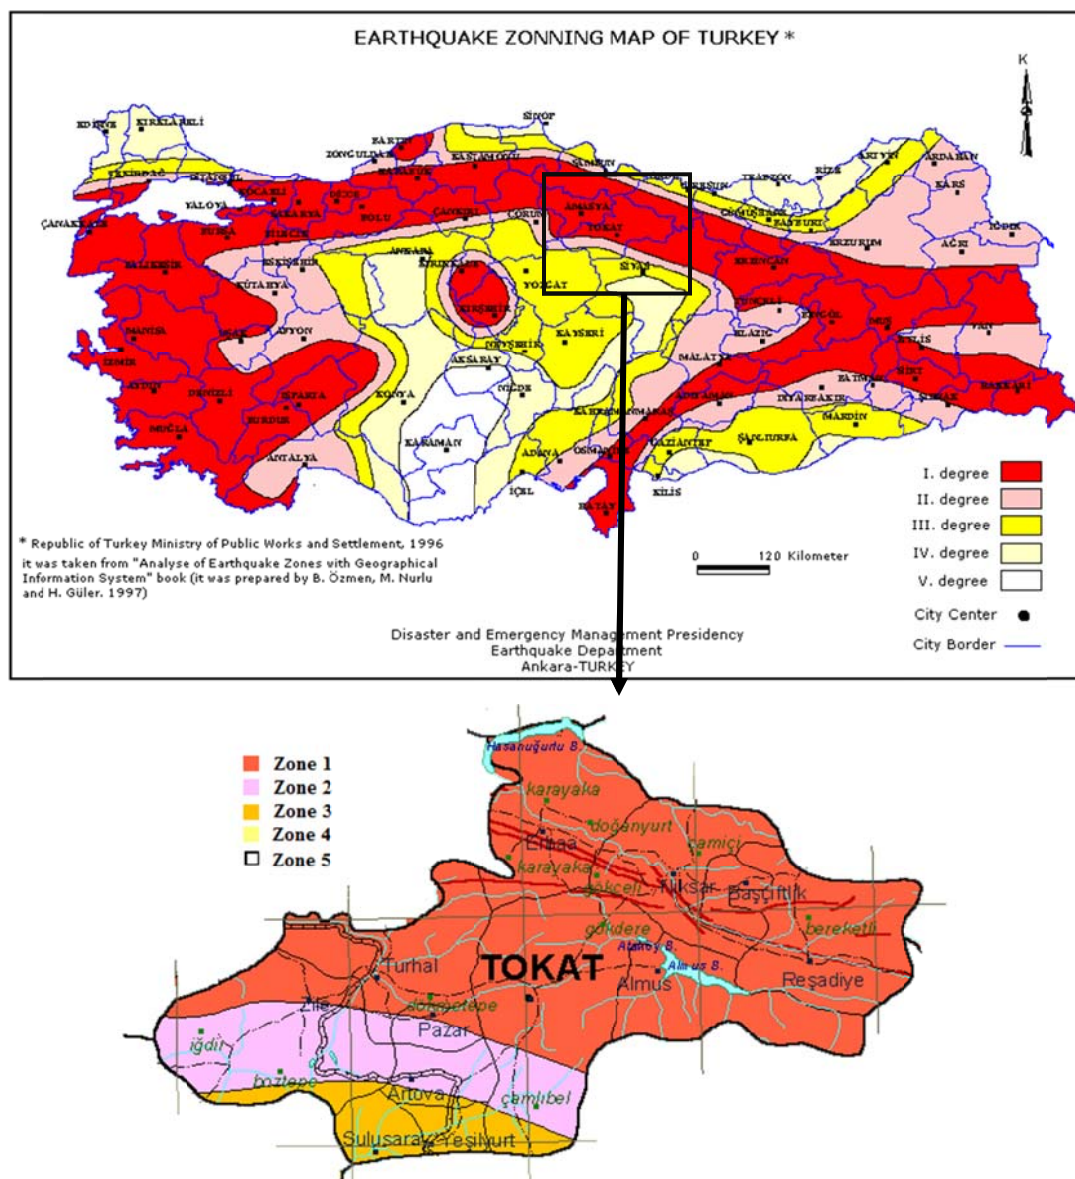 EARTHQUAKE ZONNING MAP OF TURKEY *
K
SİNOP
EDİRNE
KIRKLARELİ
BARTIN
ZONGULDAK
KASTAMONU
SAMSUN
ARTVİN
ARDAHAN
TEKİRDAĞ
İSTANBUL
KOCAELİ
DÜZCE
KARABÜK
TRABZON
RİZE
KARS
YALOVA
SAKARYA
BOLU
ÇANKIRI
ÇORUM
AMASYA
TOKAT
GİRESUN
GÜMÜŞHANE
BAYBURT
ÇANAKKALE
BURSA
BİLECİK
ERZURUM
IĞDIR
AĞRI
BALIKESİR
ESKİŞEHİR
ANKARA
KIRIKKALE
YOZGAT
SİVAS
ERZİNCAN
KÜTAHYA
KIRŞEHİR
TUNCELİ
BİNGÖL
MUŞ
VAN
MANİSA
UŞAK
AFYON
NEVŞEHİR
KAYSERİ
ELAZIĞ
BİTLİS
İZMİR
AKSARAY
MALATYA
SİİRT
AYDIN
DENİZLİ
ISPARTA
KONYA
NİĞDE
ADIYAMAN
DİYARBAKIR
BATMAN
ŞIRNAK
HAKKARİ
BURDUR
KAHRAMANMARAŞ
MARDİN
MUĞLA
KARAMAN
ADANA
OSMANİYE
GAZİANTEP
ŞANLIURFA
ANTALYA
İÇEL
KİLİS
HATAY
I. degree
II. degree
III. degree
IV. degree
V. degree
City Center
City Border
0 120 Kilometer
* Republic of Turkey Ministry of Public Works and Settlement, 1996
it was taken from "Analyse of Earthquake Zones with Geographical
Information System" book (it was prepared by B. Özmen, M. Nurlu
and H. Güler. 1997)
Disaster and Emergency Management Presidency
Earthquake Department
Ankara-TURKEY
Zone 1
Zone 2
Zone 3
Zone 4
Zone 5
Hasanuğurlu B.
karayaka
doğanyurt
Erbaa
çamiçi
karayaka
gökçeli
Niksar
Başçiftlik
gökdere
bereketli
Ataköy B.
Almus B.
Turhal
TOKAT
Almus
Reşadiye
Zile
dökmetepe
Pazar
iğdir
boztepe
Artova
çamlıbel
Sulusaray
Yeşilyurt